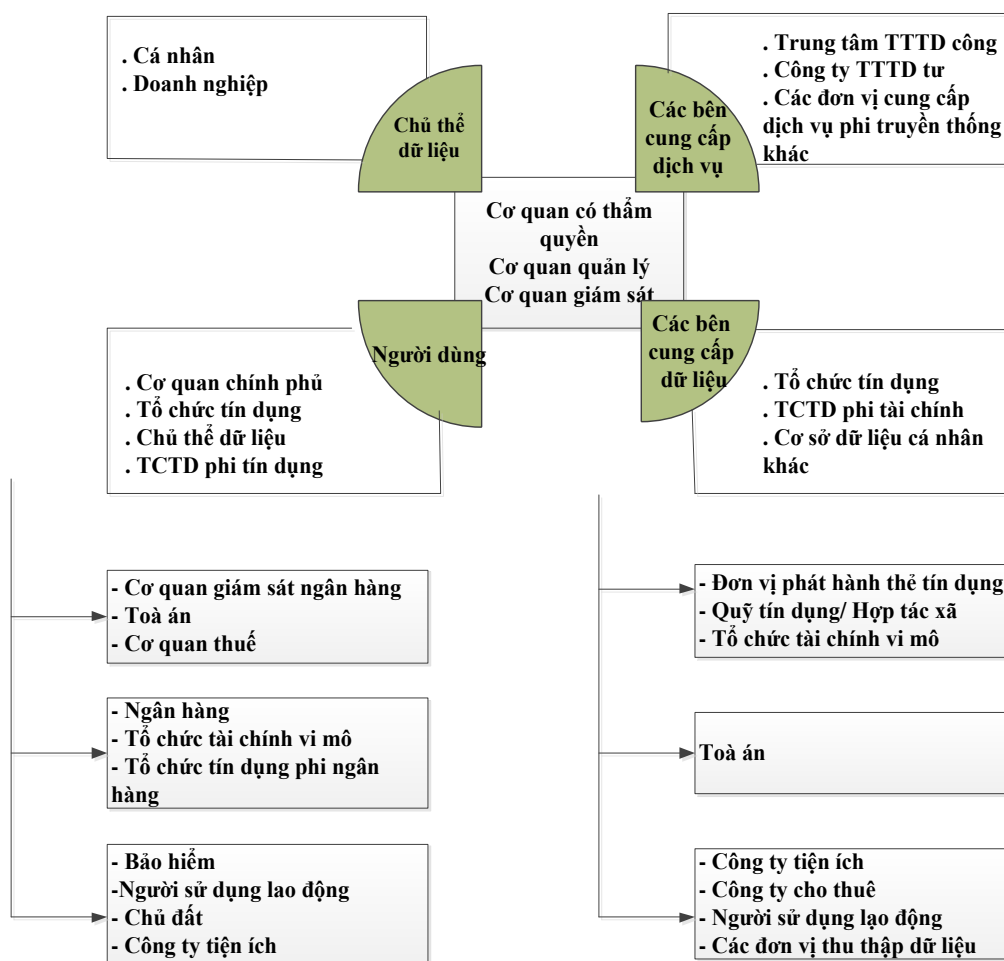 . Cá nhân
. Doanh nghiệp
Chủ thể
dữ liệu
. Trung tâm TTTD công
. Công ty TTTD tư
. Các đơn vị cung cấp
dịch vụ phi truyền thống
khác
Các bên
cung cấp
dịch vụ
Cơ quan có thẩm
quyền
Cơ quan quản lý
Cơ quan giám sát
Người dùng
. Cơ quan chính phủ
. Tổ chức tín dụng
. Chủ thể dữ liệu
. TCTD phi tín dụng
Các bên
cung cấp
dữ liệu
. Tổ chức tín dụng
. TCTD phi tài chính
. Cơ sở dữ liệu cá nhân
khác
- Cơ quan giám sát ngân hàng
- Toà án
- Cơ quan thuế
- Ngân hàng
- Tổ chức tài chính vi mô
- Tổ chức tín dụng phi ngân
hàng
- Bảo hiểm
-Người sử dụng lao động
- Chủ đất
- Công ty tiện ích
- Đơn vị phát hành thẻ tín dụng
- Quỹ tín dụng/ Hợp tác xã
- Tổ chức tài chính vi mô
Toà án
- Công ty tiện ích
- Công ty cho thuê
- Người sử dụng lạo động
- Các đơn vị thu thập dữ liệu